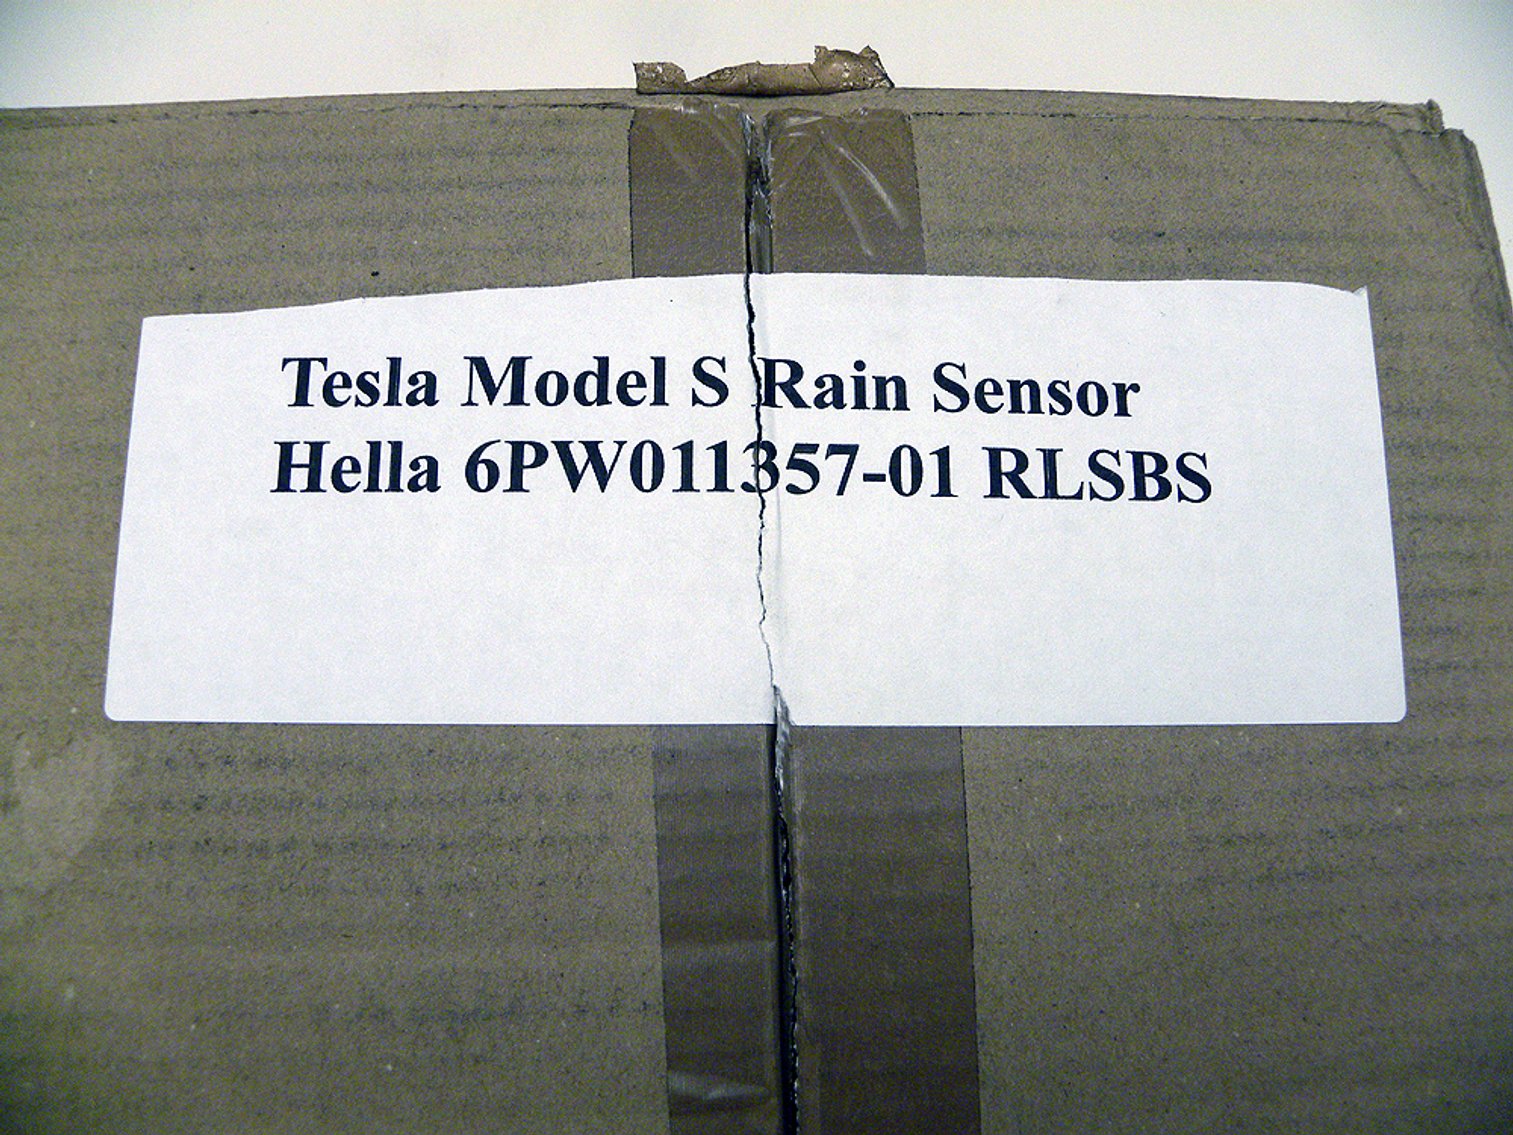 Tesla Model S Rain Sensor
Hella 6PW011357-01 RLSBS